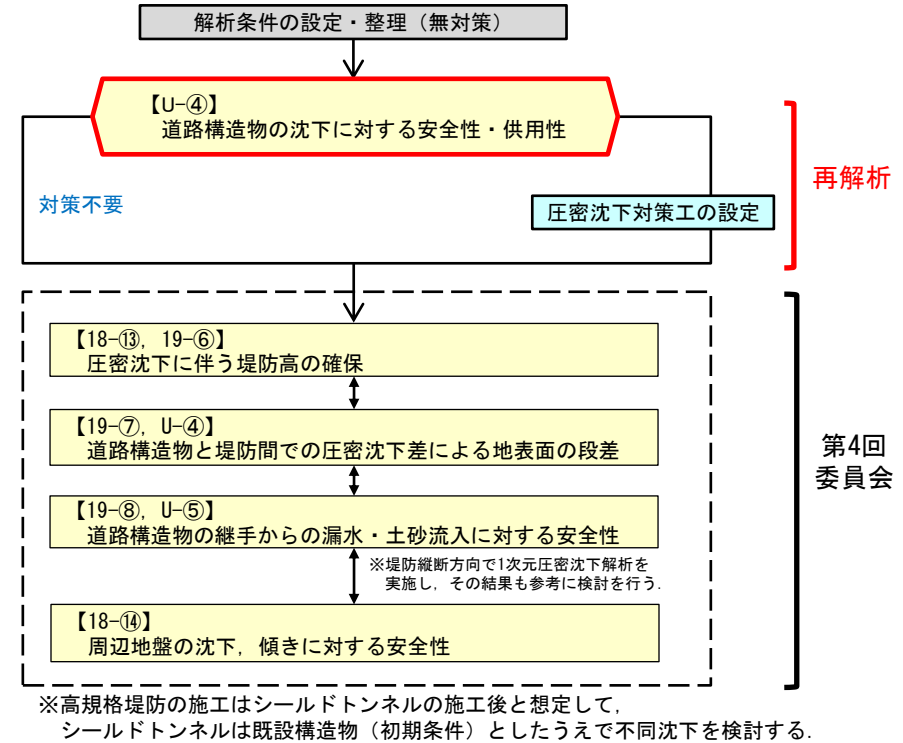 解析条件の設定・整理（無対策）
【U-④】
道路構造物の沈下に対する安全性・供用性
対策不要
圧密沈下対策工の設定
再解析
【18-⑬，19-⑥】
圧密沈下に伴う堤防高の確保
【19-⑦，U-④】
道路構造物と堤防間での圧密沈下差による地表面の段差
【19-⑧，U-⑤】
道路構造物の継手からの漏水・土砂流入に対する安全性
※堤防縦断方向で1次元圧密沈下解析を
実施し，その結果も参考に検討を行う.
【18-⑭】
周辺地盤の沈下，傾きに対する安全性
第4回
委員会
※高規格堤防の施工はシールドトンネルの施工後と想定して，
シールドトンネルは既設構造物（初期条件）としたうえで不同沈下を検討する.